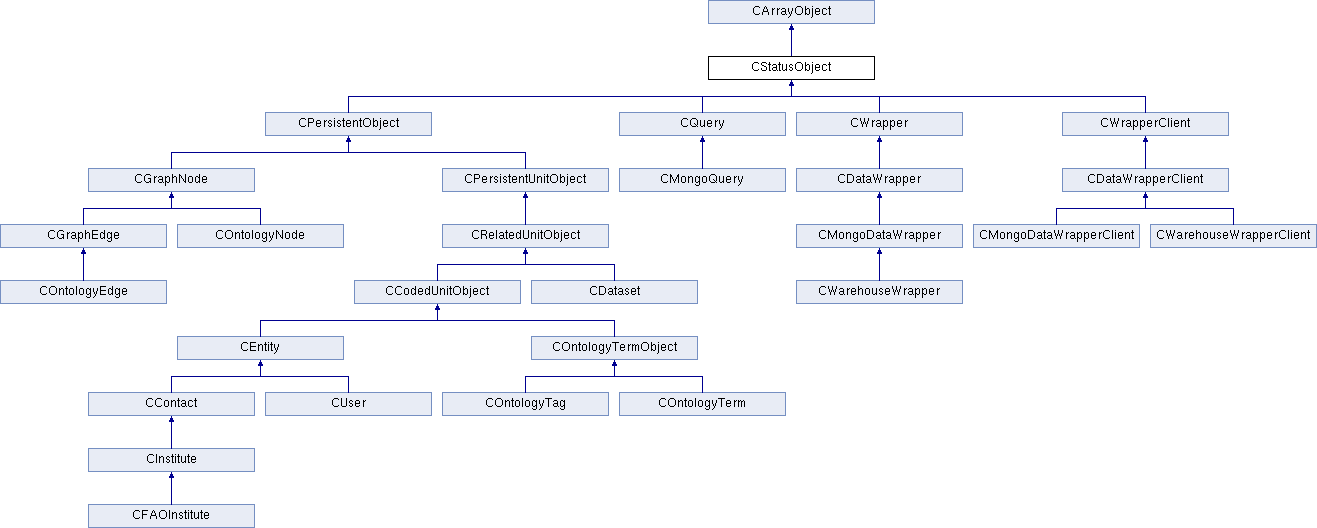 CArrayObject
CStatusObject
CPersistentObject
CQuery
CWrapper
CWrapperClient
CGraphNode
CPersistentUnitObject
CMongoQuery
CDataWrapper
CDataWrapperClient
CGraphEdge
COntologyNode
CRelatedUnitObject
CMongoDataWrapper
CMongoDataWrapperClient
CWarehouseWrapperClient
COntologyEdge
CCodedUnitObject
CDataset
CWarehouseWrapper
CEntity
COntologyTermObject
CContact
CUser
COntologyTag
COntologyTerm
CInstitute
CFAOInstitute